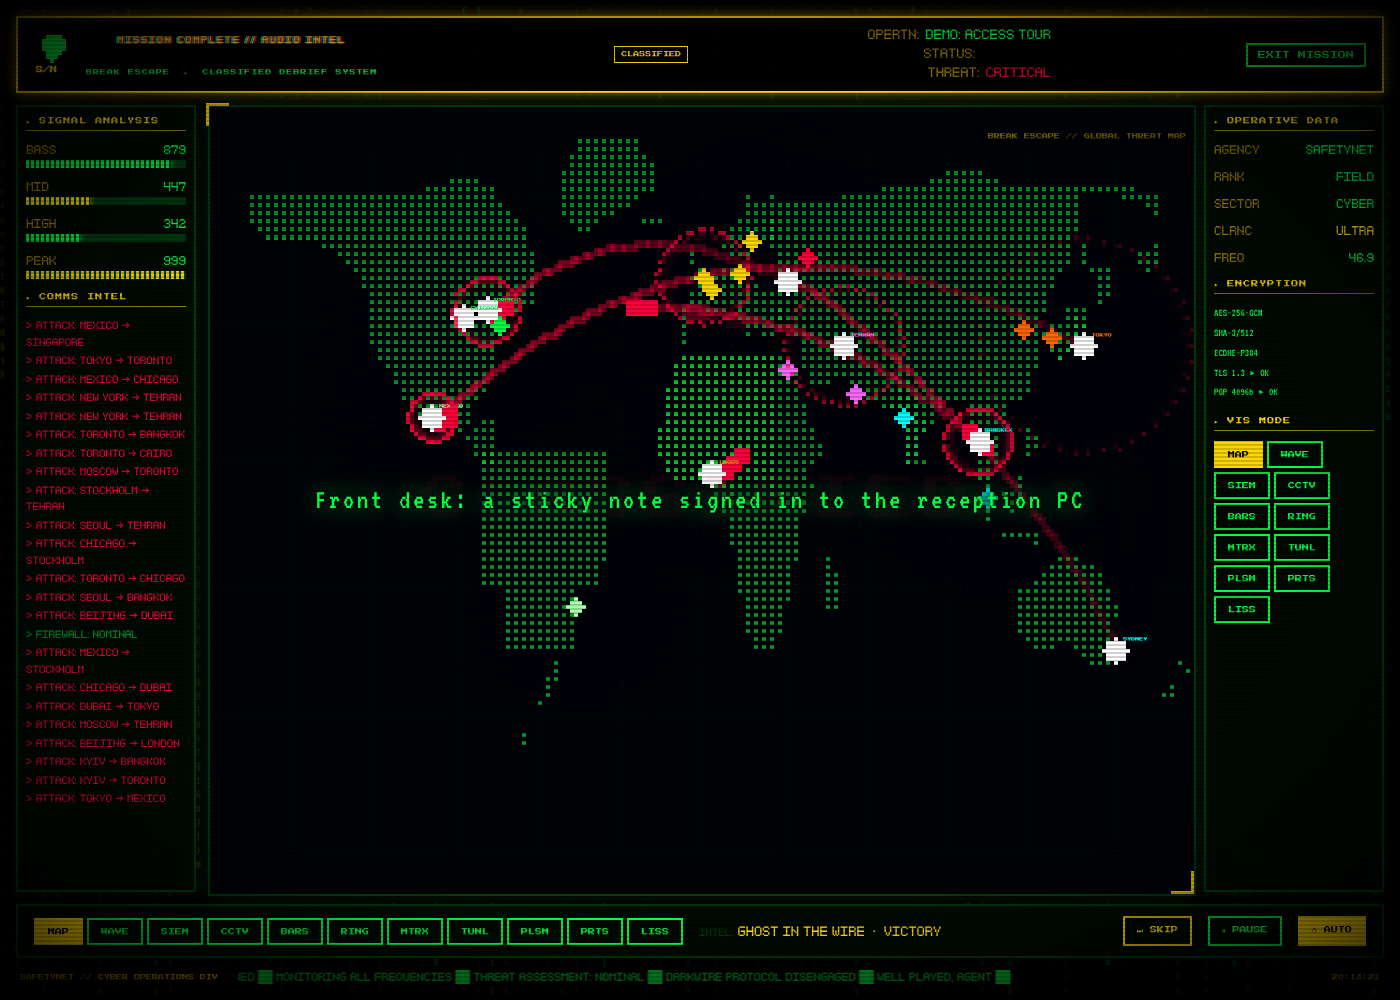 MISSION COMPLETE // AUDIO INTEL
S/N
BREAK ESCAPE . CLASSIFIED DEBRIEF SYSTEM
CLASSIFIED
OPERTN: DEMO: ACCESS TOUR
STATUS:
THREAT: CRITICAL
EXIT MISSION
. SIGNAL ANALYSIS
BASS 879
MID 447
HIGH 342
PEAK 999
. COMMS INTEL
> ATTACK: MEXICO →
SINGAPORE
> ATTACK: TOKYO → TORONTO
> ATTACK: MEXICO → CHICAGO
> ATTACK: NEW YORK → TEHRAN
> ATTACK: NEW YORK → TEHRAN
> ATTACK: TORONTO → BANGKOK
> ATTACK: TORONTO → CAIRO
> ATTACK: MOSCOW → TORONTO
> ATTACK: STOCKHOLM →
TEHRAN
> ATTACK: SEOUL → TEHRAN
> ATTACK: CHICAGO →
STOCKHOLM
> ATTACK: TORONTO → CHICAGO
> ATTACK: SEOUL → BANGKOK
> ATTACK: BEIJING → DUBAI
> FIREWALL: NOMINAL
> ATTACK: MEXICO →
STOCKHOLM
> ATTACK: CHICAGO → DUBAI
> ATTACK: DUBAI → TOKYO
> ATTACK: MOSCOW → TEHRAN
> ATTACK: BEIJING → LONDON
> ATTACK: KYIV → BANGKOK
> ATTACK: KYIV → TORONTO
> ATTACK: TOKYO → MEXICO
BREAK ESCAPE // GLOBAL THREAT MAP
TEHRAN
TOKYO
BANGKOK
LAGOS
SYDNEY
Front desk: a sticky note signed in to the reception PC
. OPERATIVE DATA
AGENCY SAFETYNET
RANK FIELD
SECTOR CYBER
CLRNC ULTRA
FREQ 46.9
. ENCRYPTION
AES-256-GCM
SHA-3/512
ECDHE-P384
TLS 1.3 ▸ OK
PGP 4096b ▸ OK
. VIS MODE
MAP WAVE
SIEM CCTV
BARS RING
MTRX TUNL
PLSM PRTS
LISS
MAP WAVE SIEM CCTV BARS RING MTRX TUNL PLSM PRTS LISS
INTEL: GHOST IN THE WIRE · VICTORY
SKIP
PAUSE
AUTO
SAFETYNET // CYBER OPERATIONS DIV
MONITORING ALL FREQUENCIES
THREAT ASSESSMENT: NOMINAL
DARKWIRE PROTOCOL DISENGAGED
WELL PLAYED, AGENT
20:13:21